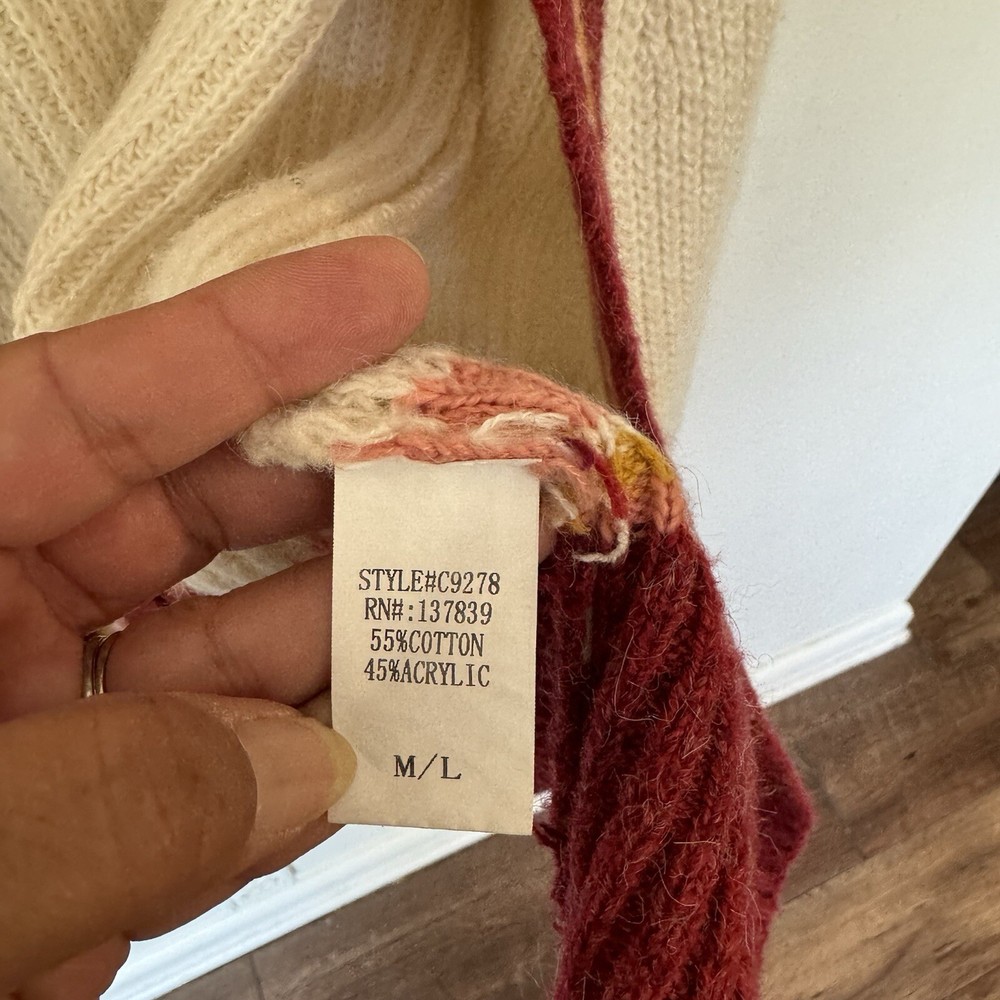 STYLE#C9278
RN#:137839
55%COTTON
45%ACRYLIC
M/L